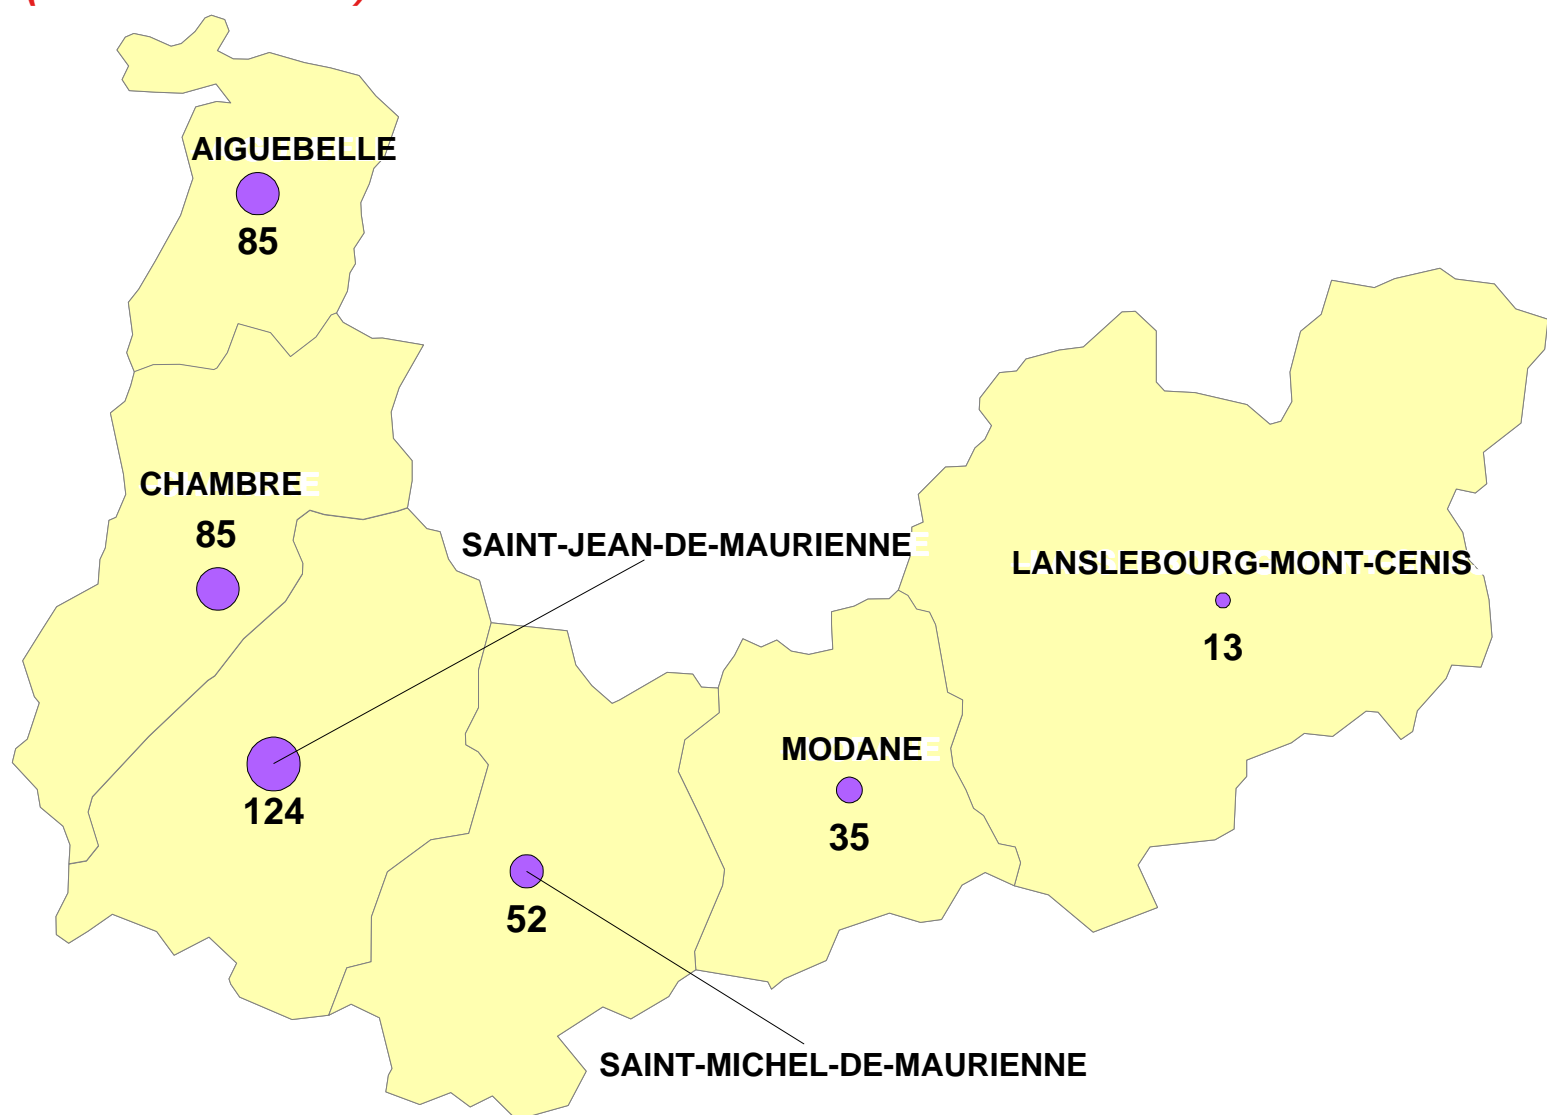 AIGUEBELLE
85
CHAMBRE
85
SAINT-JEAN-DE-MAURIENNE
124
LANSLEBOURG-MONT-CENIS
13
MODANE
35
52
SAINT-MICHEL-DE-MAURIENNE